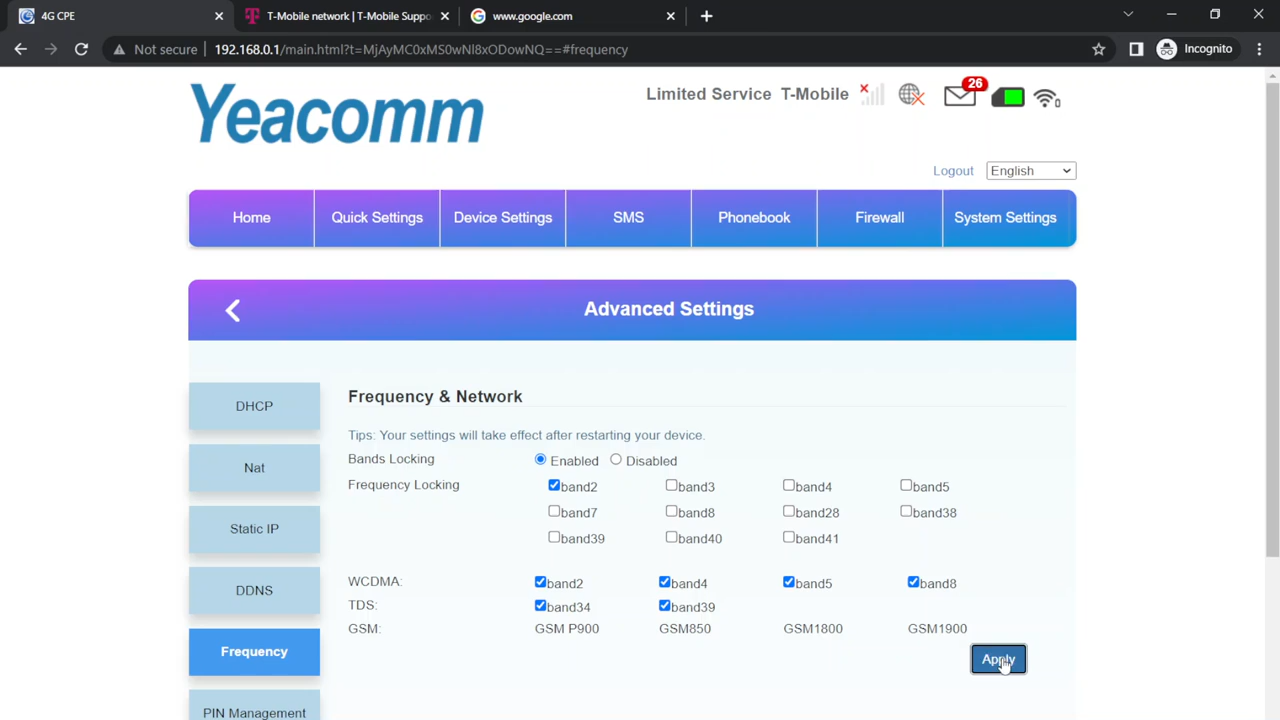 4G CPE
T-Mobile network | T-Mobile Suppo
www.google.com
Not secure 192.168.0.1/main.html?t=MjAyMC0xMS0wNl8xODowNQ==#frequency
Incognito
Yeacomm
Limited Service T-Mobile
26
Logout English
Home Quick Settings Device Settings SMS Phonebook Firewall System Settings
Advanced Settings
DHCP
Nat
Static IP
DDNS
Frequency
PIN Management
Frequency & Network
Tips: Your settings will take effect after restarting your device.
Bands Locking Enabled Disabled
Frequency Locking band2 band3 band4 band5
band7 band8 band28 band38
band39 band40 band41
WCDMA: band2 band4 band5 band8
TDS: band34 band39
GSM: GSM P900 GSM850 GSM1800 GSM1900
Apply